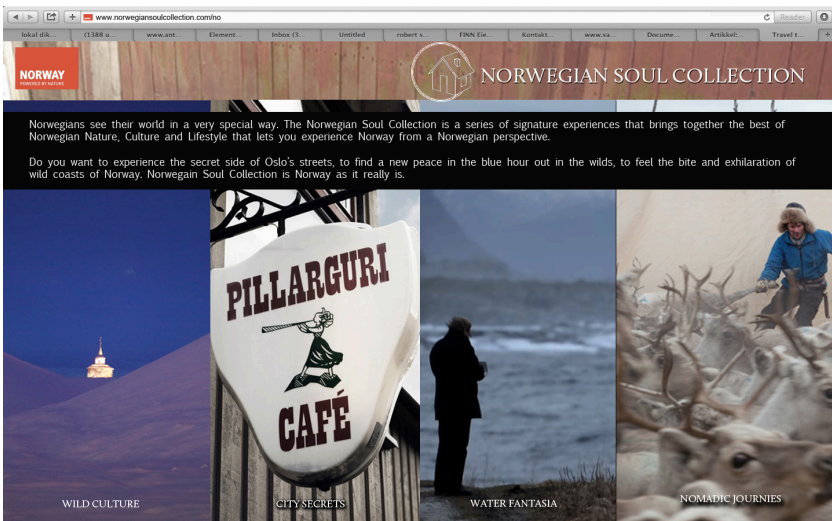 www.norwegiansoulcollection.com/no
Reader
lokal dik... (1388 u... www.ant... Element... Inbox (3... Untitled robert s... FINN Eie... Kontakt... www.sa... Docume... Artikkel:... Travel t...
NORWAY
POWERED BY NATURE
NORWEGIAN SOUL COLLECTION
Norwegians see their world in a very special way. The Norwegian Soul Collection is a series of signature experiences that brings together the best of
Norwegian Nature, Culture and Lifestyle that lets you experience Norway from a Norwegian perspective.
Do you want to experience the secret side of Oslo's streets, to find a new peace in the blue hour out in the wilds, to feel the bite and exhilaration of
wild coasts of Norway. Norwegain Soul Collection is Norway as it really is.
PILLARGURI
CAFÉ
WILD CULTURE
CITY SECRETS
WATER FANTASIA
NOMADIC JOURNIES